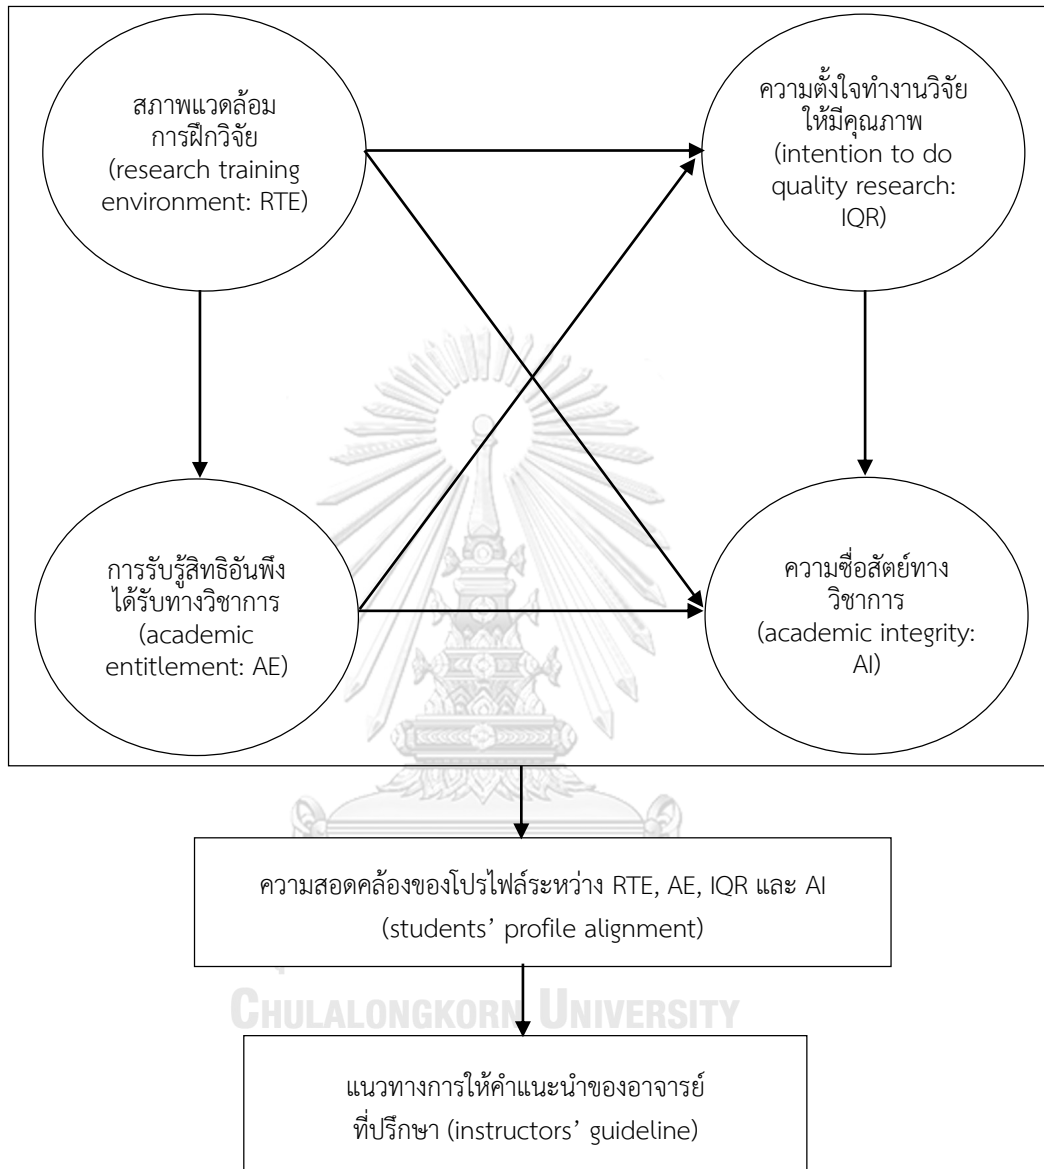 สภาพแวดล้อม
การฝึกวิจัย
(research training
environment: RTE)
ความตั้งใจทำงานวิจัย
ให้มีคุณภาพ
(intention to do
quality research:
IQR)
การรับรู้สิทธิอันพึง
ได้รับทางวิชาการ
(academic
entitlement: AE)
ความซื่อสัตย์ทาง
วิชาการ
(academic integrity:
AI)
ความสอดคล้องของโปรไฟล์ระหว่าง RTE, AE, IQR และ AI
(students’ profile alignment)
CHULALONGKORN UNIVERSITY
แนวทางการให้คำแนะนำของอาจารย์
ที่ปรึกษา (instructors’ guideline)